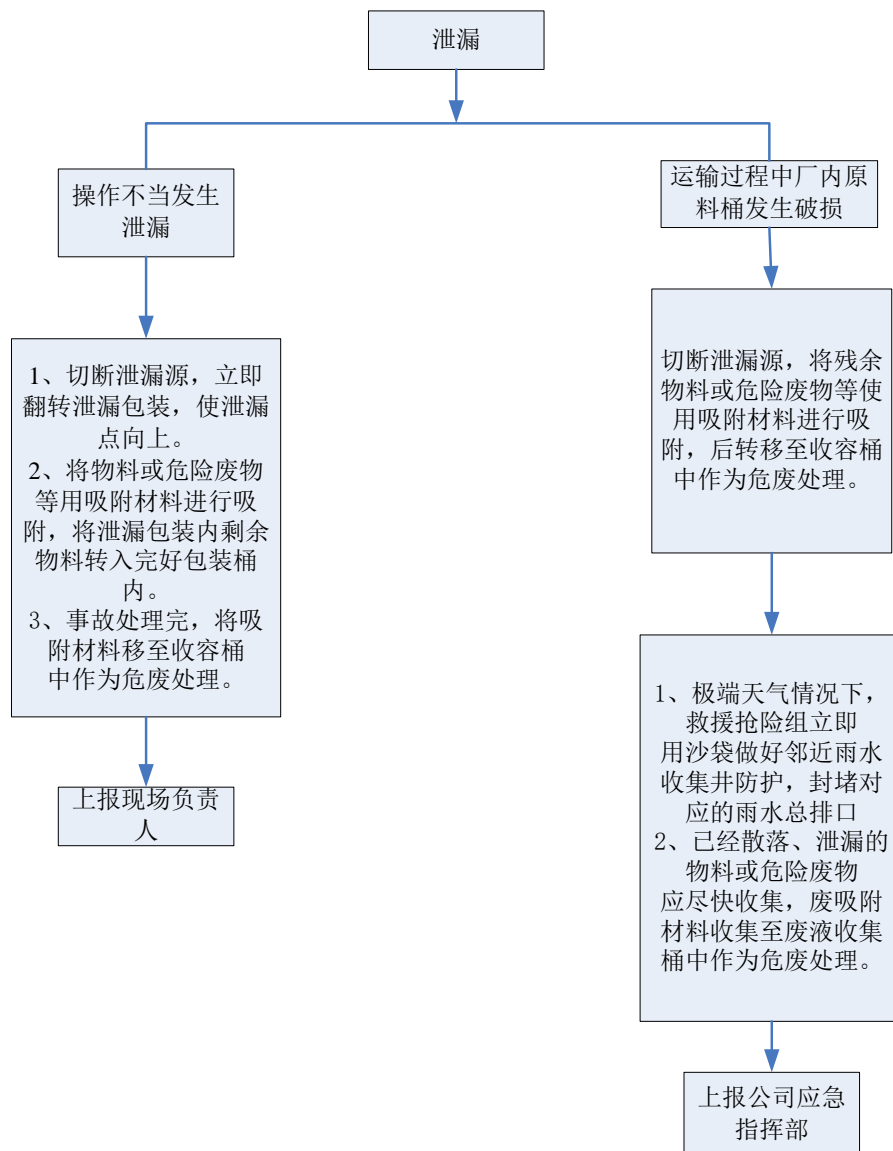 泄漏
操作不当发生
泄漏
运输过程中厂内原
料桶发生破损
1、切断泄漏源，立即
翻转泄漏包装，使泄漏
点向上。
2、将物料或危险废物
等用吸附材料进行吸
附，将泄漏包装内剩余
物料转入完好包装桶
内。
3、事故处理完，将吸
附材料移至收容桶
中作为危废处理。
切断泄漏源，将残余
物料或危险废物等使
用吸附材料进行吸
附，后转移至收容桶
中作为危废处理。
上报现场负责
人
1、极端天气情况下，
救援抢险组立即
用沙袋做好邻近雨水
收集井防护，封堵对
应的雨水总排口
2、已经散落、泄漏的
物料或危险废物
应尽快收集，废吸附
材料收集至废液收集
桶中作为危废处理。
上报公司应急
指挥部